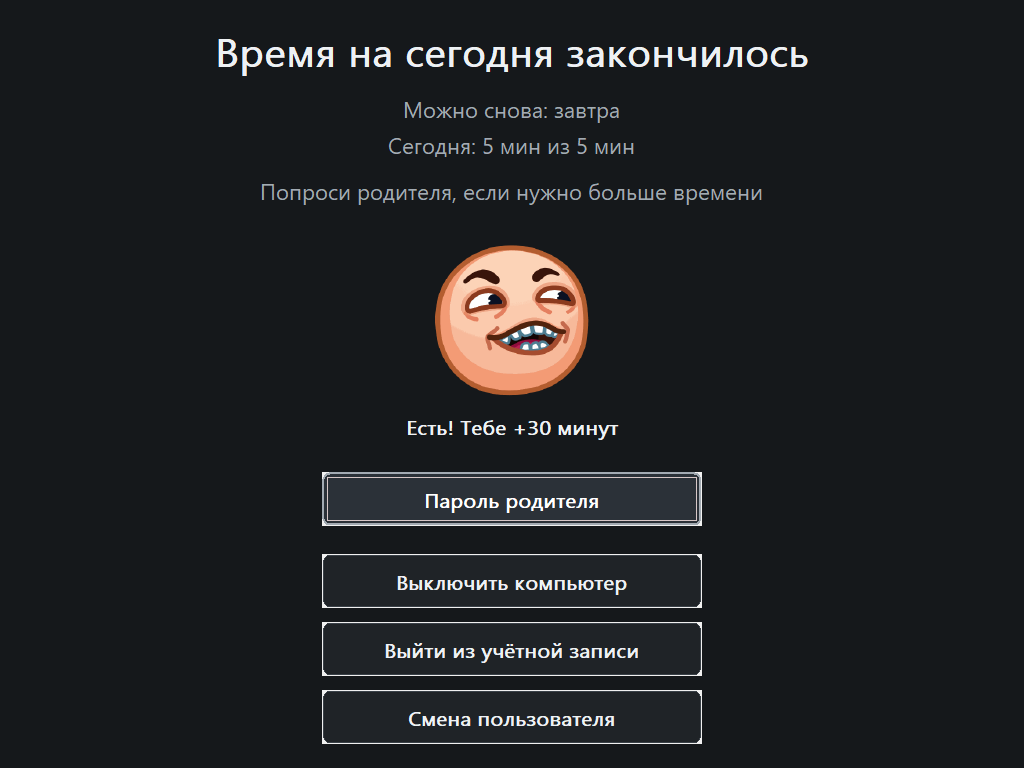 Время на сегодня закончилось
Можно снова: завтра
Сегодня: 5 мин из 5 мин
Попроси родителя, если нужно больше времени
Есть! Тебе +30 минут
Пароль родителя
Выключить компьютер
Выйти из учётной записи
Смена пользователя